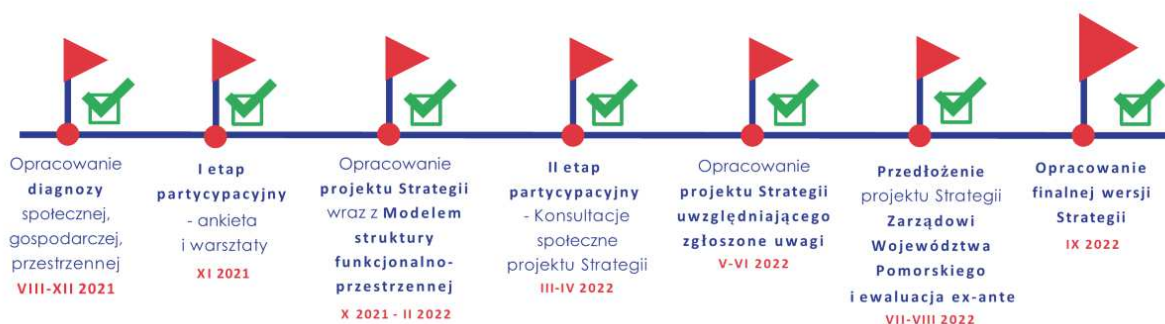 Opracowanie
diagnozy
społecznej,
gospodarczej,
przestrzennej
VIII-XII 2021
I etap
partycypacyjny
- ankieta
i warsztaty
XI 2021
Opracowanie
projektu Strategii
wraz z Modelem
struktury
funkcjonalno-
przestrzennej
X 2021 - II 2022
II etap
partycypacyjny
- Konsultacje
społeczne
projektu Strategii
III-IV 2022
Opracowanie
projektu Strategii
uwzględniającego
zgłoszone uwagi
V-VI 2022
Przedłożenie
projektu Strategii
Zarządowi
Województwa
Pomorskiego
i ewaluacja ex-ante
VII-VIII 2022
Opracowanie
finalnej wersji
Strategii
IX 2022